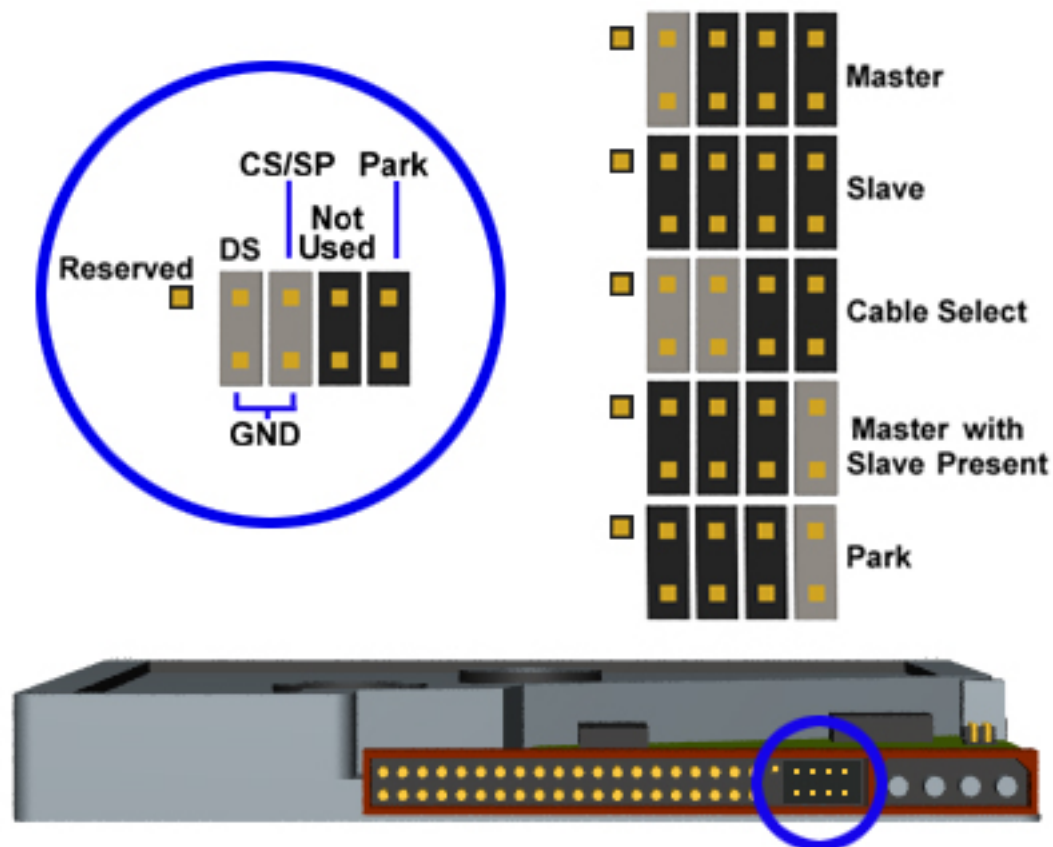 CS/SP Park
Not
Used
DS
Reserved
GND
Master
Slave
Cable Select
Master with
Slave Present
Park